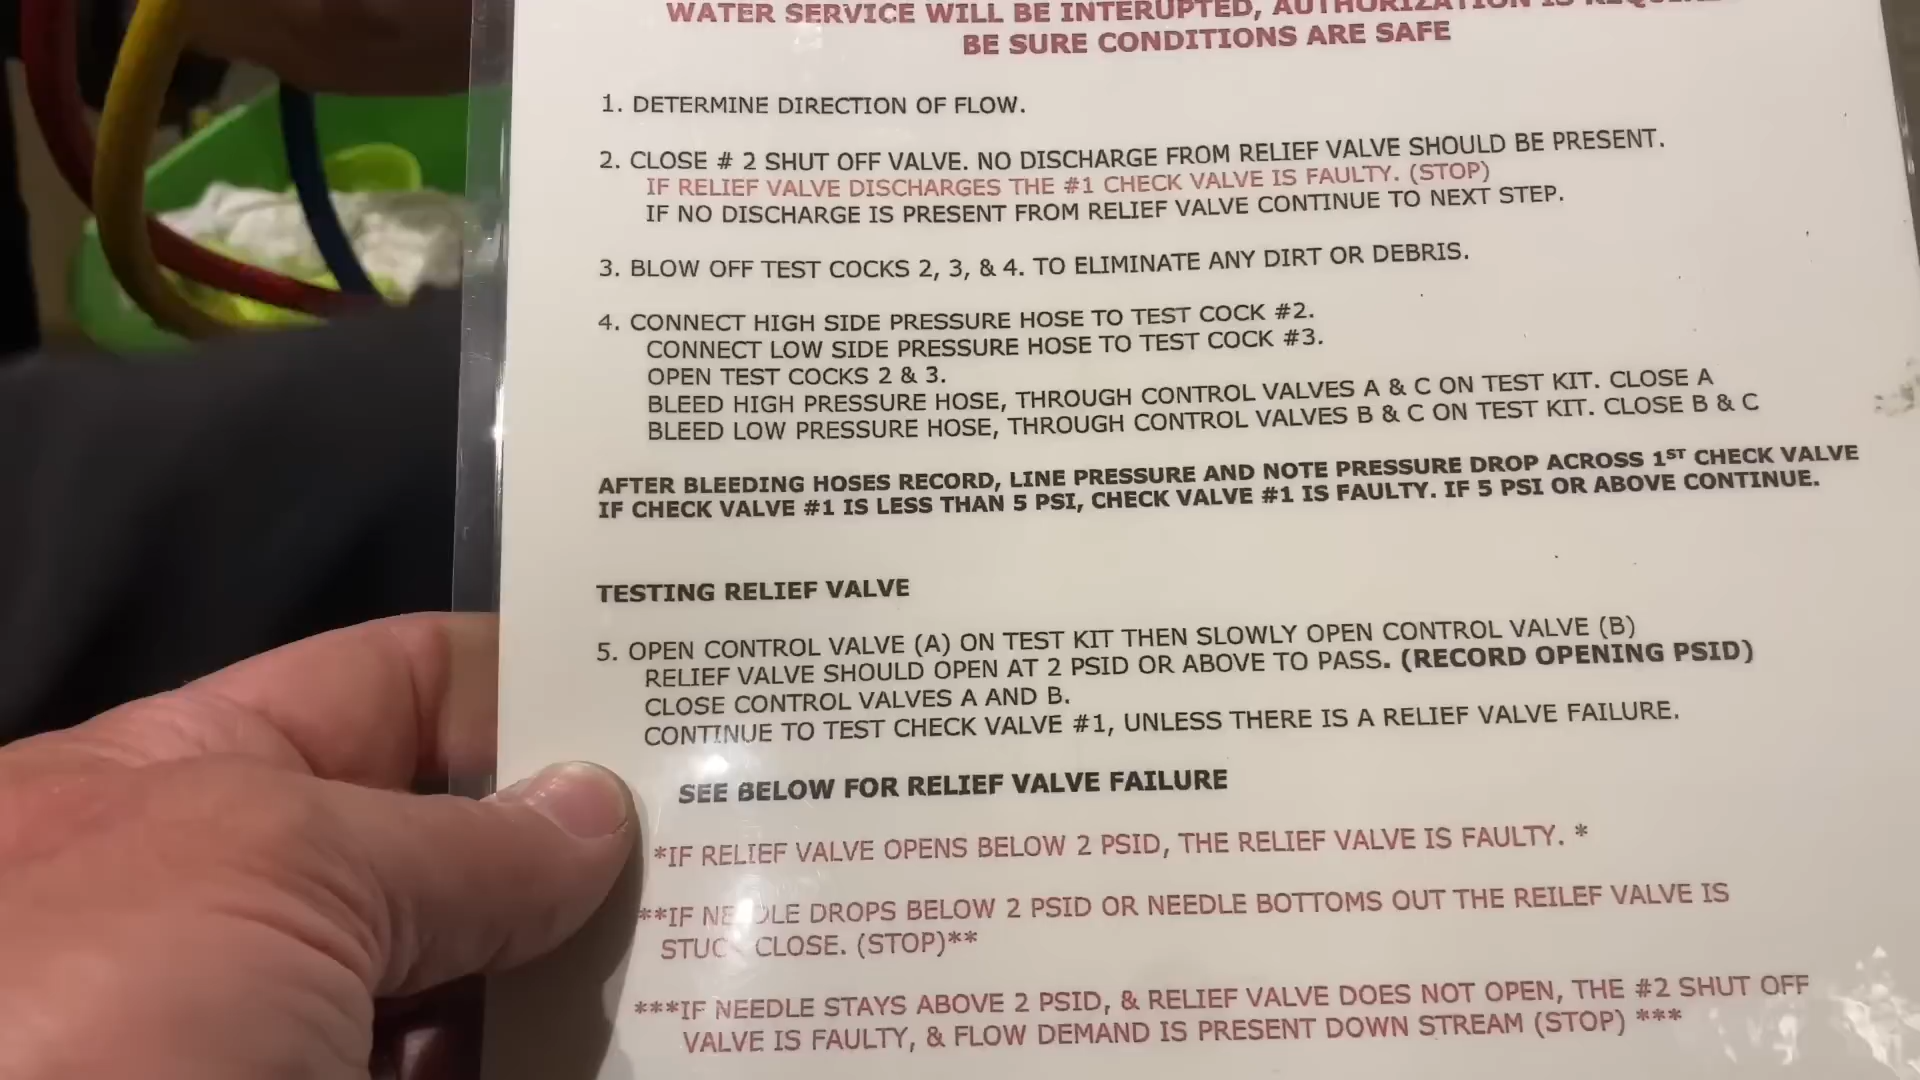 WATER SERVICE WILL BE INTERUPTED, AUTHORIZATION IS
BE SURE CONDITIONS ARE SAFE
1. DETERMINE DIRECTION OF FLOW.
2. CLOSE # 2 SHUT OFF VALVE. NO DISCHARGE FROM RELIEF VALVE SHOULD BE PRESENT.
IF RELIEF VALVE DISCHARGES THE #1 CHECK VALVE IS FAULTY. (STOP)
IF NO DISCHARGE IS PRESENT FROM RELIEF VALVE CONTINUE TO NEXT STEP.
3. BLOW OFF TEST COCKS 2, 3, & 4. TO ELIMINATE ANY DIRT OR DEBRIS.
4. CONNECT HIGH SIDE PRESSURE HOSE TO TEST COCK #2.
CONNECT LOW SIDE PRESSURE HOSE TO TEST COCK #3.
OPEN TEST COCKS 2 & 3.
BLEED HIGH PRESSURE HOSE, THROUGH CONTROL VALVES A & C ON TEST KIT. CLOSE A
BLEED LOW PRESSURE HOSE, THROUGH CONTROL VALVES B & C ON TEST KIT. CLOSE B & C
AFTER BLEEDING HOSES RECORD, LINE PRESSURE AND NOTE PRESSURE DROP ACROSS 1ST CHECK VALVE
IF CHECK VALVE #1 IS LESS THAN 5 PSI, CHECK VALVE #1 IS FAULTY. IF 5 PSI OR ABOVE CONTINUE.
TESTING RELIEF VALVE
5. OPEN CONTROL VALVE (A) ON TEST KIT THEN SLOWLY OPEN CONTROL VALVE (B)
RELIEF VALVE SHOULD OPEN AT 2 PSID OR ABOVE TO PASS. (RECORD OPENING PSID)
CLOSE CONTROL VALVES A AND B.
CONTINUE TO TEST CHECK VALVE #1, UNLESS THERE IS A RELIEF VALVE FAILURE.
SEE BELOW FOR RELIEF VALVE FAILURE
*IF RELIEF VALVE OPENS BELOW 2 PSID, THE RELIEF VALVE IS FAULTY. *
**IF NEEDLE DROPS BELOW 2 PSID OR NEEDLE BOTTOMS OUT THE REILEF VALVE IS
STUCK CLOSE. (STOP)**
***IF NEEDLE STAYS ABOVE 2 PSID, & RELIEF VALVE DOES NOT OPEN, THE #2 SHUT OFF
VALVE IS FAULTY, & FLOW DEMAND IS PRESENT DOWN STREAM (STOP) ***